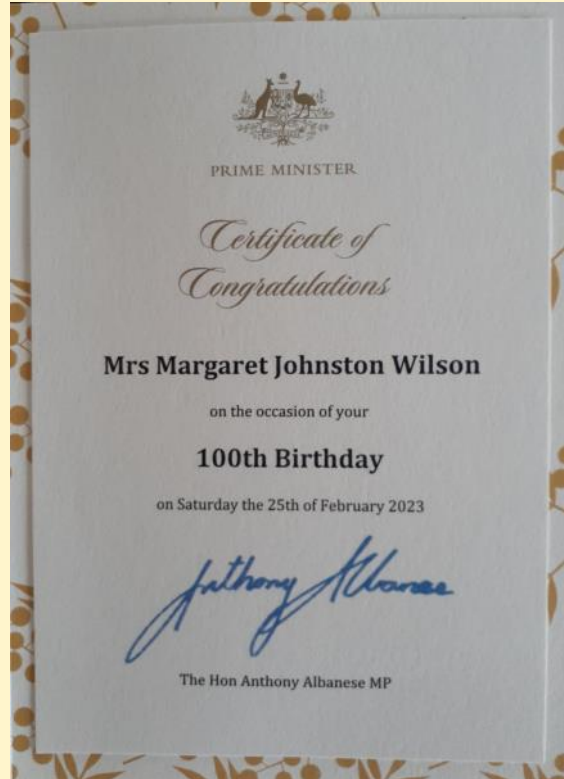 PRIME MINISTER
Certificate of
Congratulations
Mrs Margaret Johnston Wilson
on the occasion of your
100th Birthday
on Saturday the 25th of February 2023
Anthony Albanese
The Hon Anthony Albanese MP